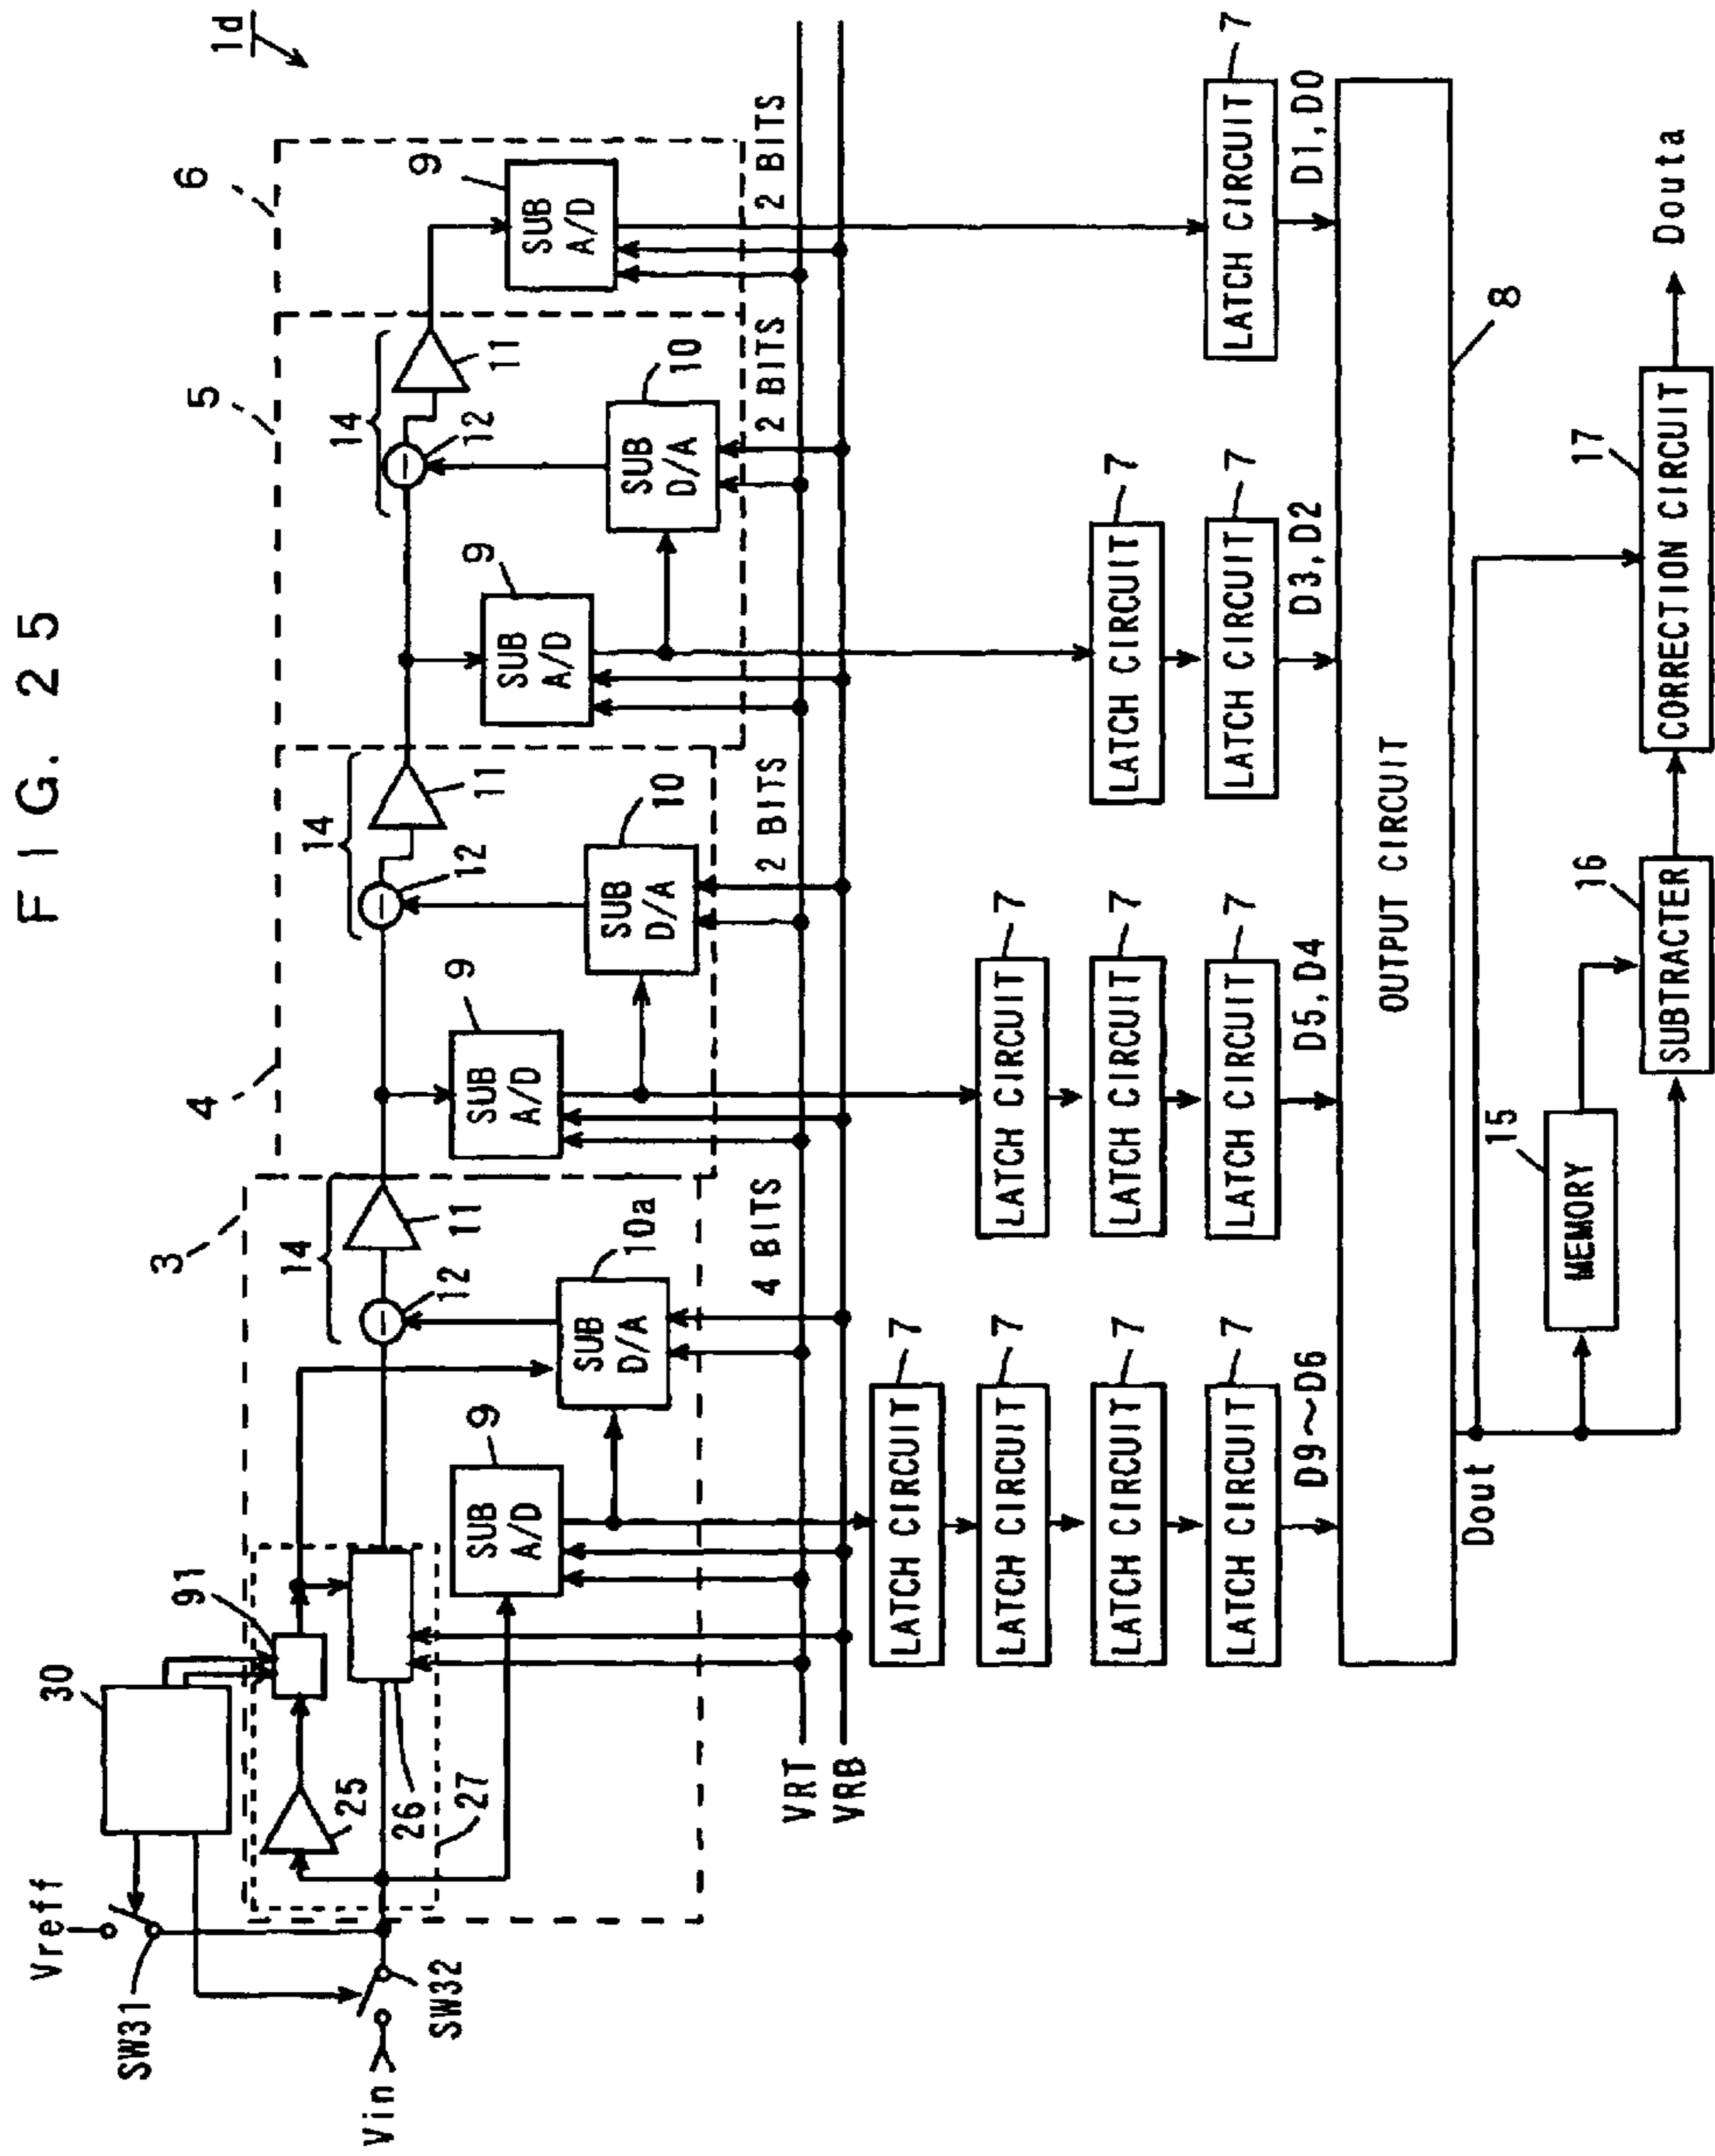 FIG. 25
1d
3
4
5
6
30
91
Vreff
SW31
Vin
SW32
25
26
27
14
12
11
14
12
11
14
12
11
9
SUB A/D
10a
SUB D/A
9
SUB A/D
10
SUB D/A
9
SUB A/D
10
SUB D/A
9
SUB A/D
4 BITS
2 BITS
2 BITS
2 BITS
VRT
VRB
LATCH CIRCUIT
7
LATCH CIRCUIT
7
LATCH CIRCUIT
7
LATCH CIRCUIT
7
LATCH CIRCUIT
7
LATCH CIRCUIT
7
LATCH CIRCUIT
7
LATCH CIRCUIT
7
LATCH CIRCUIT
7
LATCH CIRCUIT
7
D9~D6
D5,D4
D3,D2
D1,D0
OUTPUT CIRCUIT
8
Dout
15
MEMORY
16
SUBTRACTER
17
CORRECTION CIRCUIT
Douta